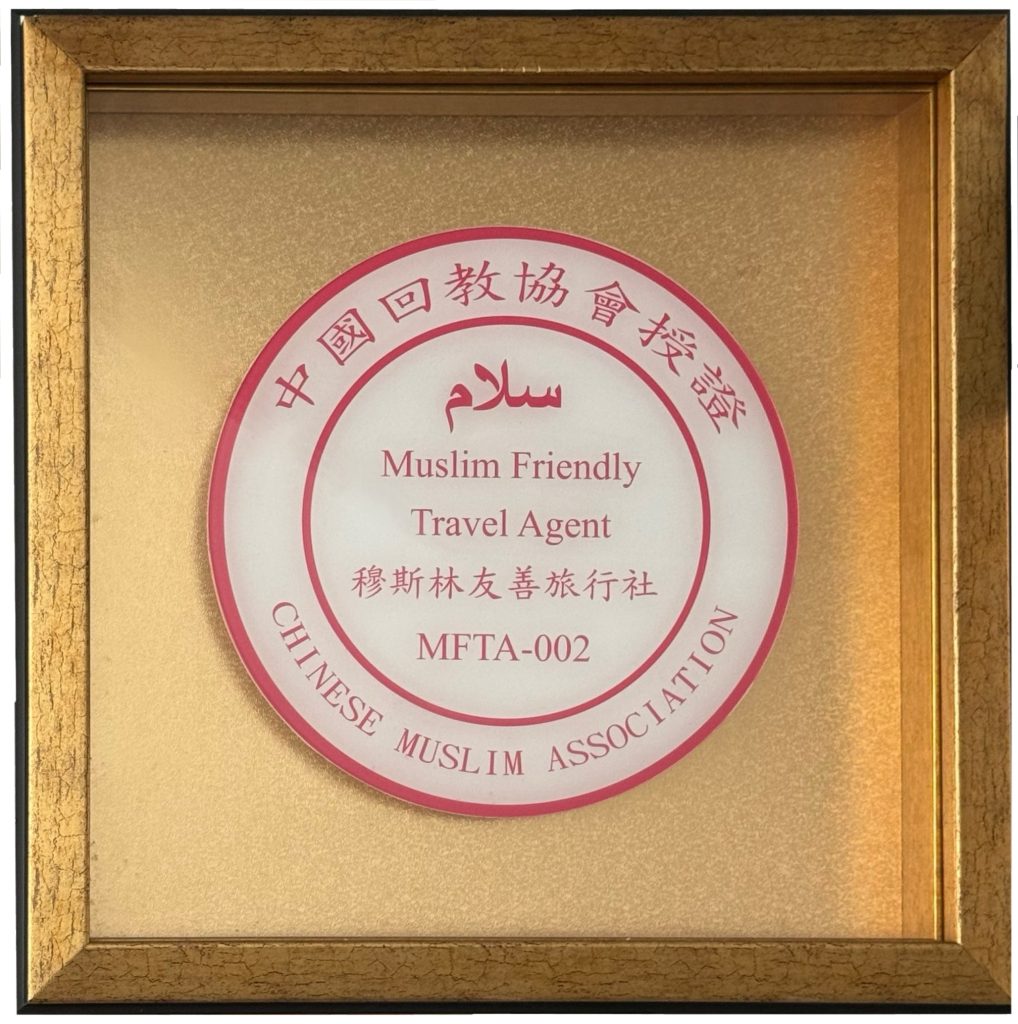 中國回教協會授證
سلام
Muslim Friendly
Travel Agent
穆斯林友善旅行社
MFTA-002
CHINESE MUSLIM ASSOCIATION